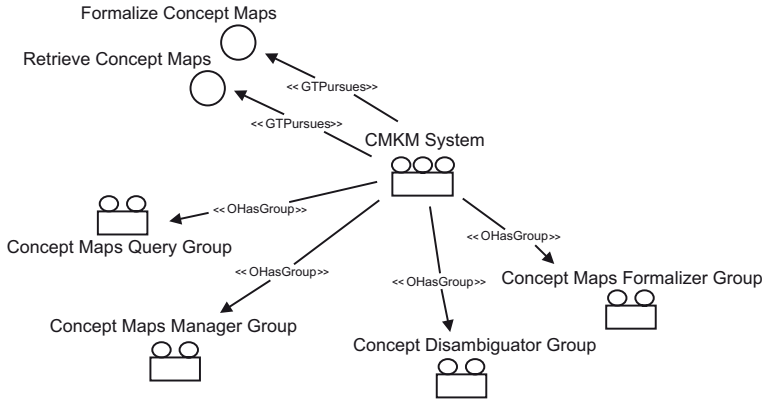 Formalize Concept Maps
Retrieve Concept Maps
<< GTPursues>>
<< GTPursues>>
CMKM System
<< OHasGroup>>
<< OHasGroup>>
Concept Maps Query Group
<< OHasGroup>>
<< OHasGroup>>
Concept Maps Formalizer Group
Concept Maps Manager Group
Concept Disambiguator Group